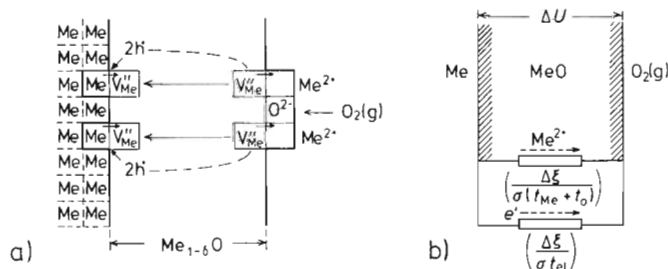 Me Me
Me Me
Me Me
Me Me
Me Me
Me Me
Me Me
Me Me
2h˙
V''Me
V''Me
Me²⁺
O²⁻
O₂(g)
V''Me
V''Me
Me²⁺
2h˙
Me₁₋δO
a)
ΔU
Me
MeO
O₂(g)
Me²⁺
(Δξ / σ(tMe + tO))
e'
(Δξ / σ tel)
b)